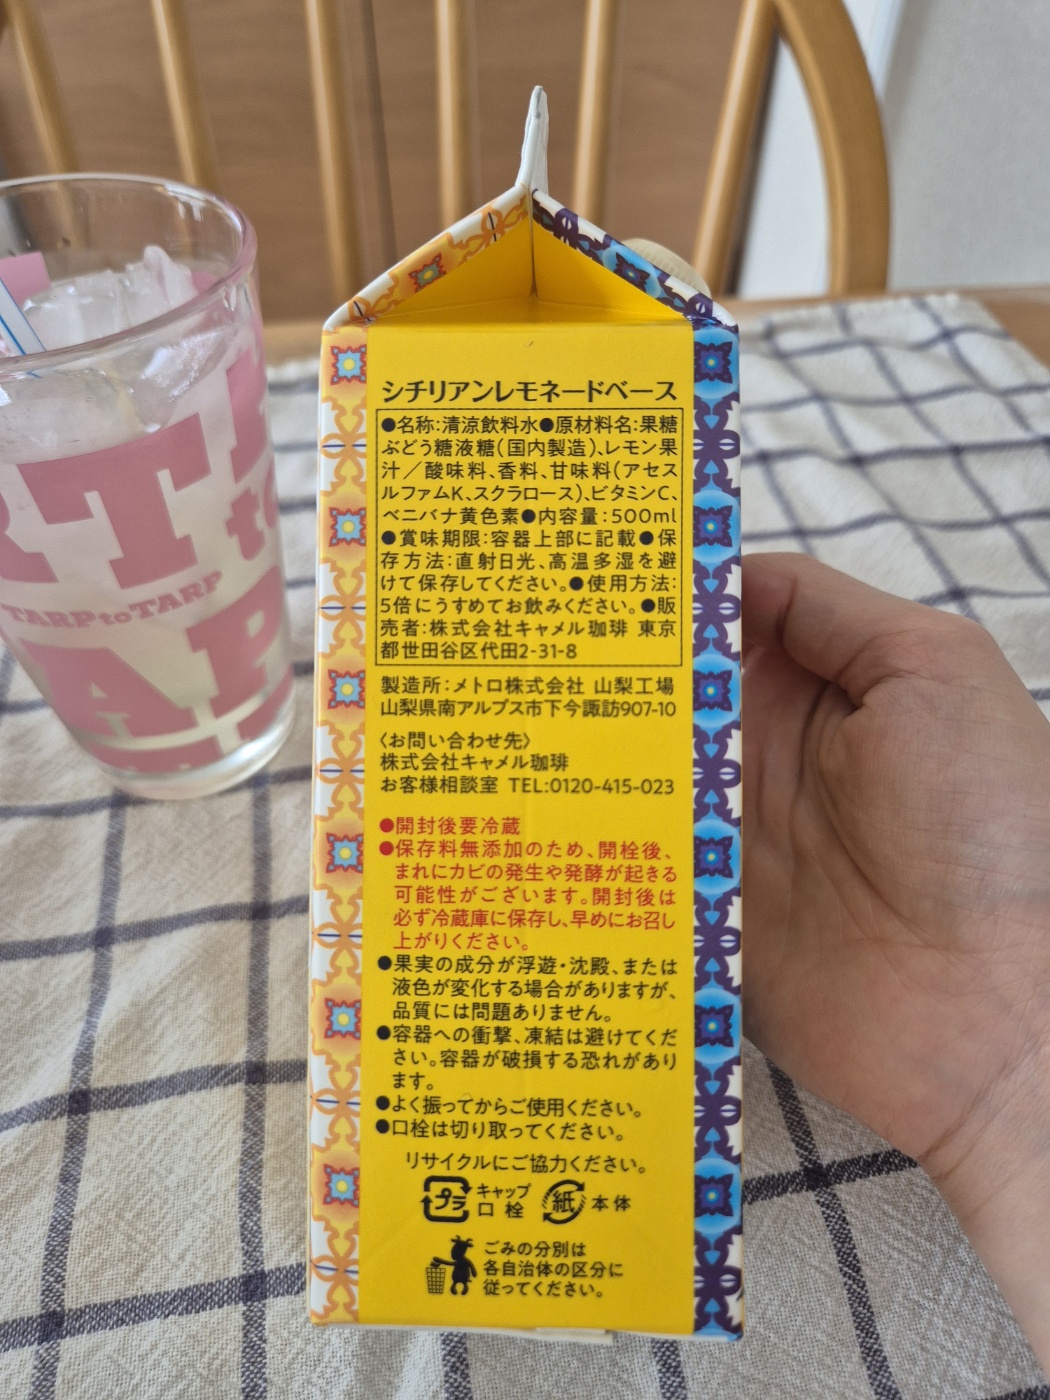 シチリアンレモネードベース
●名称:清涼飲料水●原材料名:果糖
ぶどう糖液糖(国内製造)、レモン果
汁/酸味料、香料、甘味料(アセス
ルファムK、スクラロース)、ビタミンC、
ベニバナ黄色素●内容量:500ml
●賞味期限:容器上部に記載●保
存方法:直射日光、高温多湿を避
けて保存してください。●使用方法:
5倍にうすめてお飲みください。●販
売者:株式会社キャメル珈琲 東京
都世田谷区代田2-31-8
製造所:メトロ株式会社 山梨工場
山梨県南アルプス市下今諏訪907-10
〈お問い合わせ先〉
株式会社キャメル珈琲
お客様相談室 TEL:0120-415-023
●開封後要冷蔵
●保存料無添加のため、開栓後、
まれにカビの発生や発酵が起きる
可能性がございます。開封後は
必ず冷蔵庫に保存し、早めにお召し
上がりください。
●果実の成分が浮遊・沈殿、または
液色が変化する場合がありますが、
品質には問題ありません。
●容器への衝撃、凍結は避けてくだ
さい。容器が破損する恐れがあり
ます。
●よく振ってからご使用ください。
●口栓は切り取ってください。
リサイクルにご協力ください。
プラ キャップ 口栓 紙 本体
ごみの分別は
各自治体の区分に
従ってください。
TARP to TARP